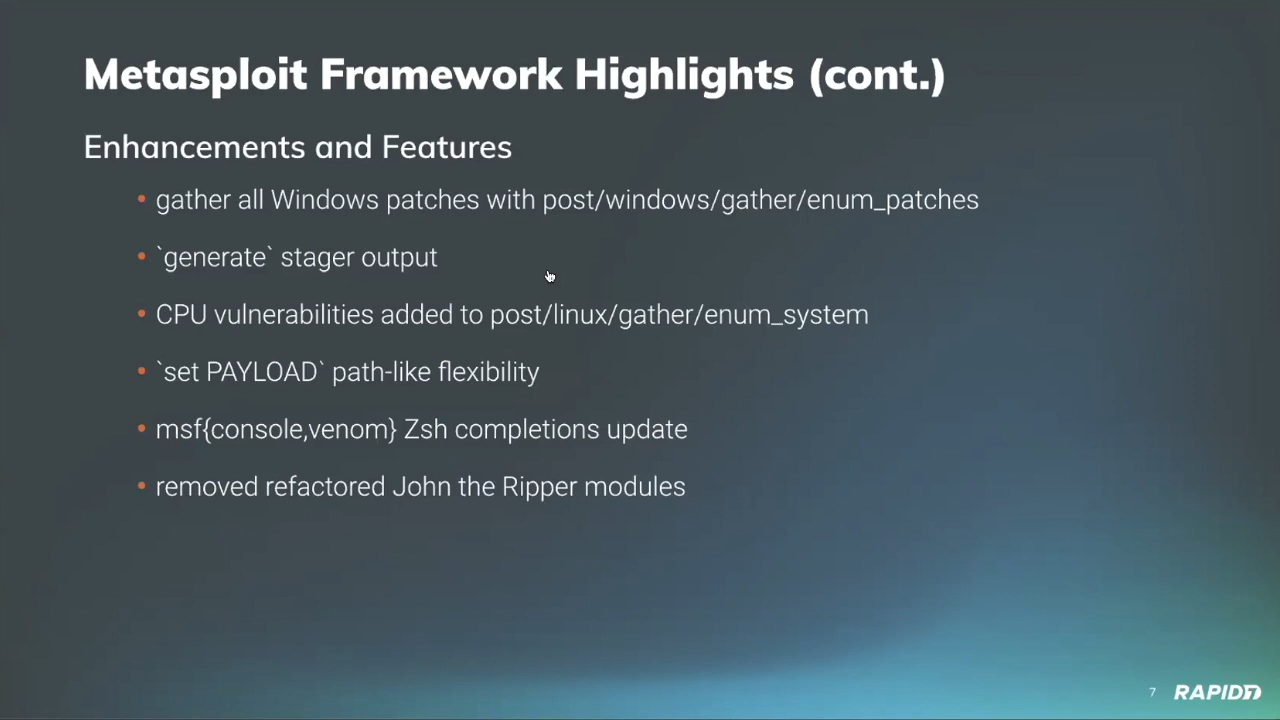 Metasploit Framework Highlights (cont.)
Enhancements and Features
• gather all Windows patches with post/windows/gather/enum_patches
• `generate` stager output
• CPU vulnerabilities added to post/linux/gather/enum_system
• `set PAYLOAD` path-like flexibility
• msf{console,venom} Zsh completions update
• removed refactored John the Ripper modules
7 RAPID7